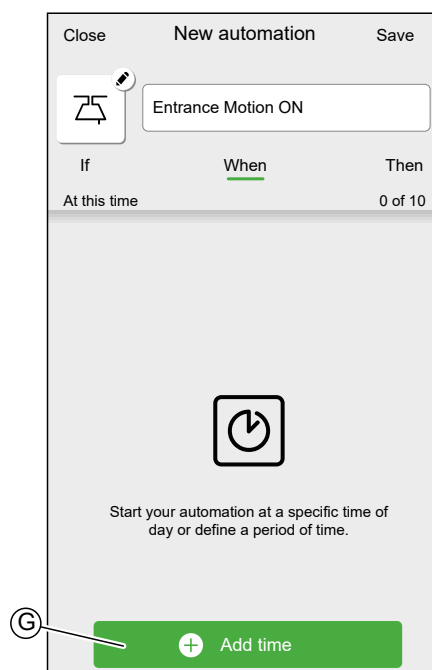 Close New automation Save
Entrance Motion ON
If When Then
At this time 0 of 10
Start your automation at a specific time of
day or define a period of time.
G
Add time